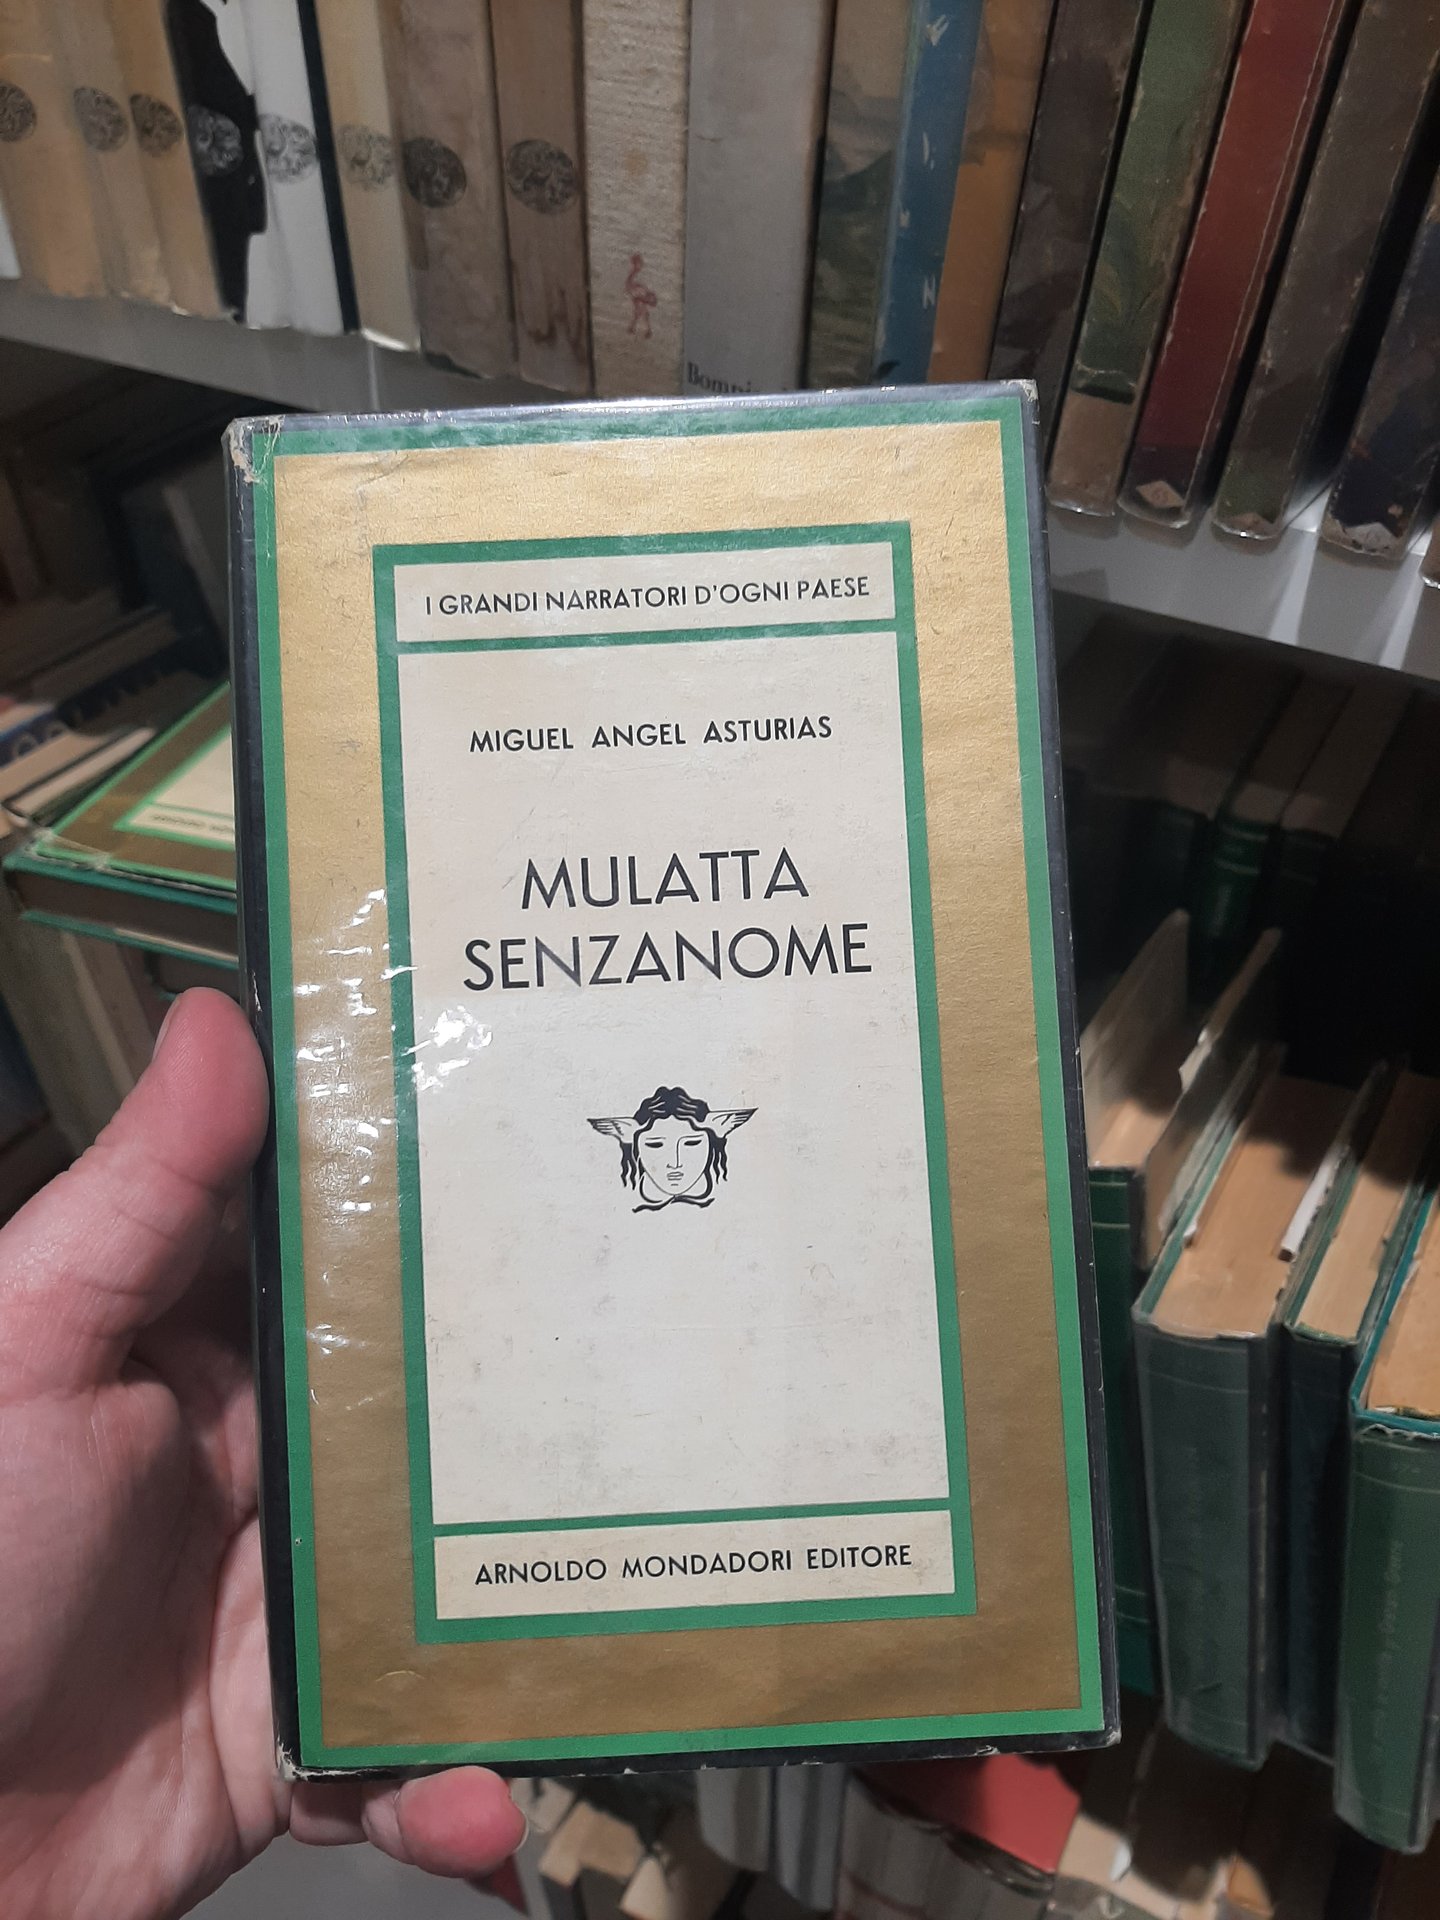 I GRANDI NARRATORI D'OGNI PAESE
MIGUEL ANGEL ASTURIAS
MULATTA
SENZANOME
ARNOLDO MONDADORI EDITORE